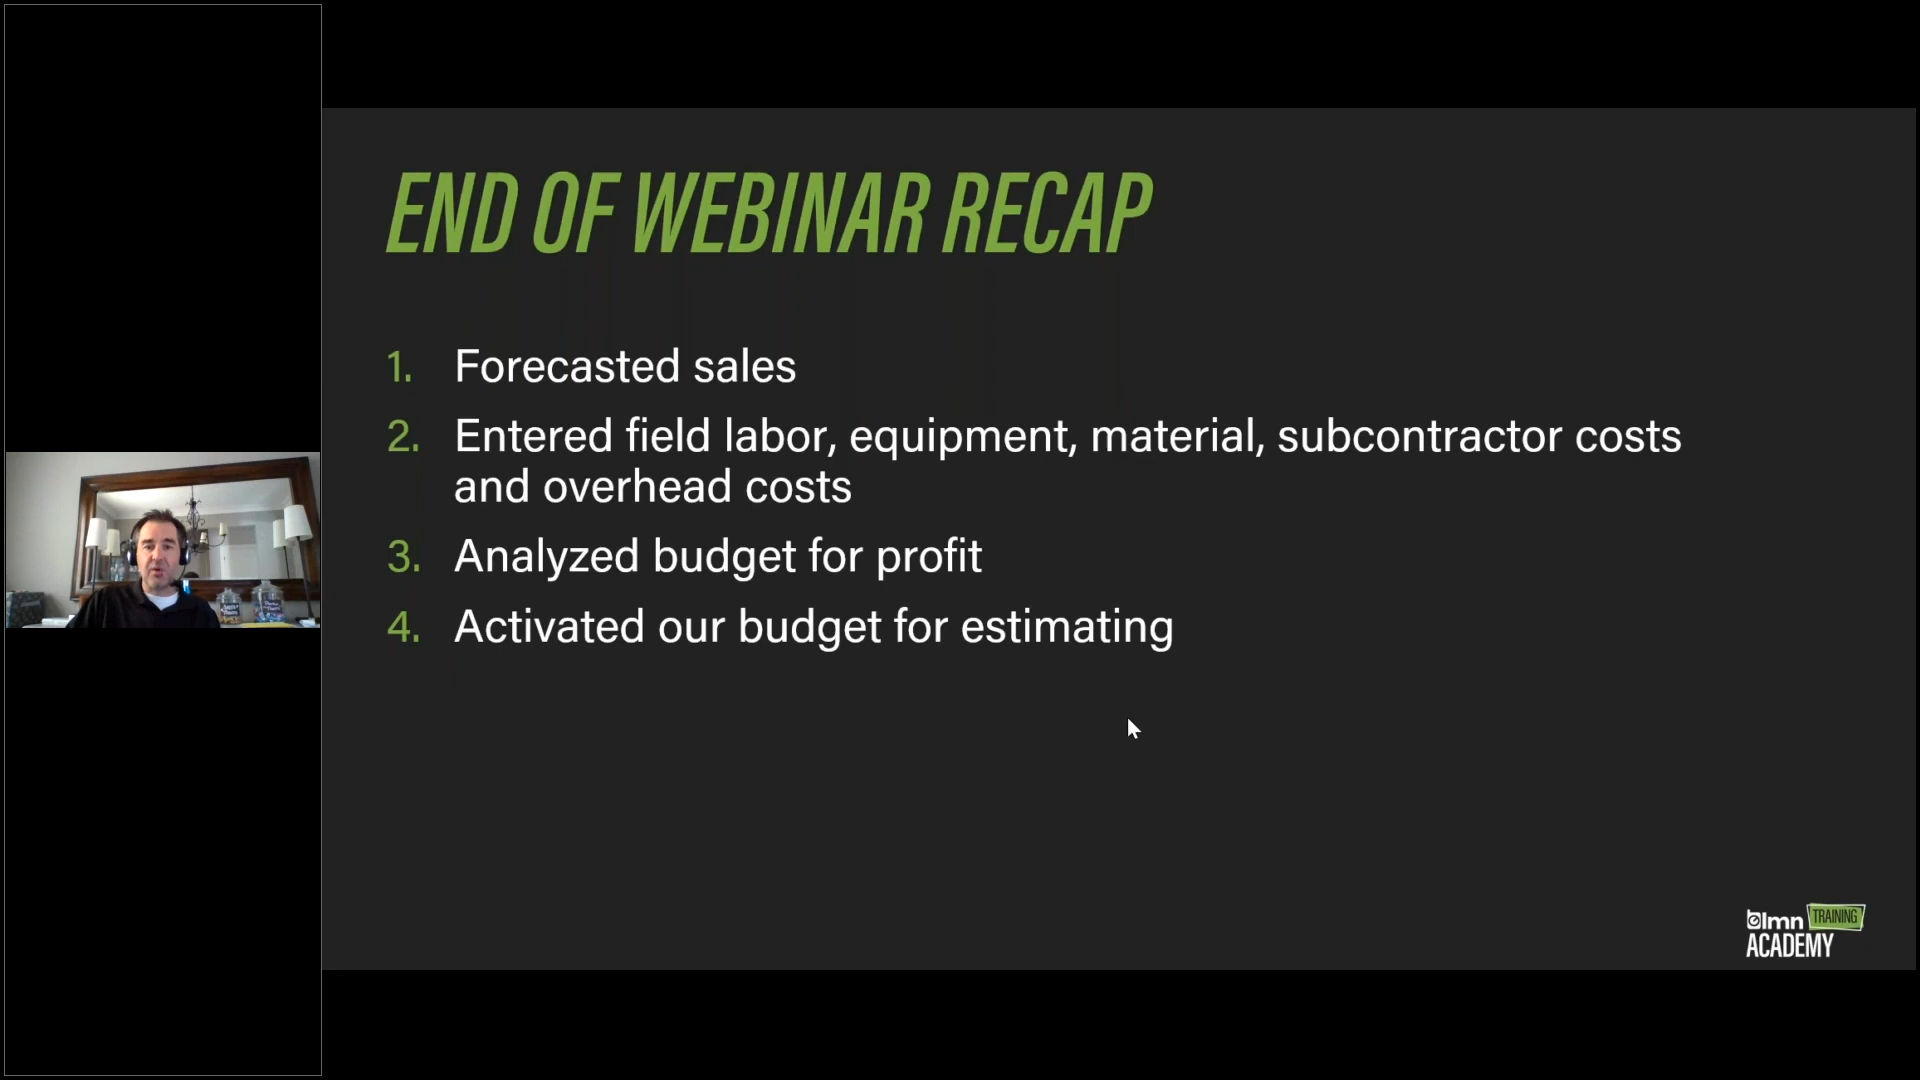 END OF WEBINAR RECAP
1. Forecasted sales
2. Entered field labor, equipment, material, subcontractor costs
and overhead costs
3. Analyzed budget for profit
4. Activated our budget for estimating
lmn TRAINING
ACADEMY